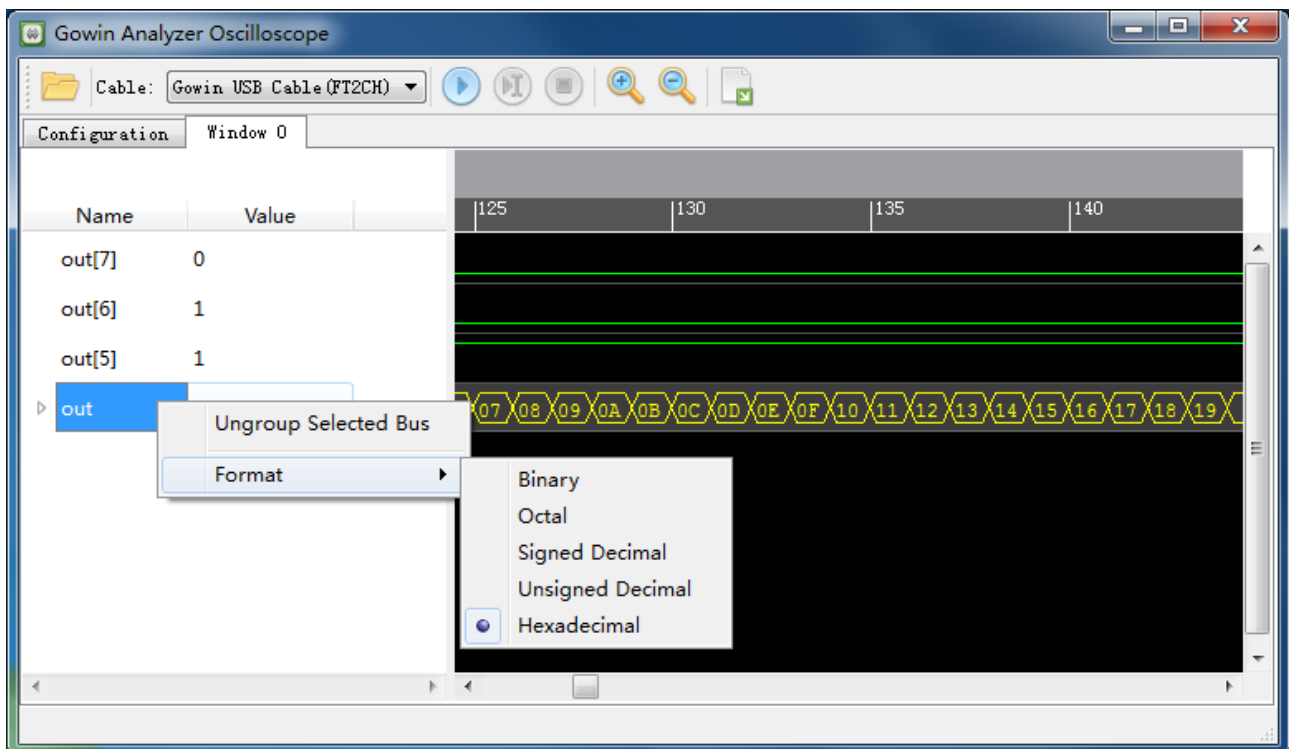 Gowin Analyzer Oscilloscope
Cable: Gowin USB Cable(FT2CH)
Configuration Window 0
Name Value |125 |130 |135 |140
out[7] 0
out[6] 1
out[5] 1
out 07 08 09 0A 0B 0C 0D 0E 0F 10 11 12 13 14 15 16 17 18 19
Ungroup Selected Bus
Format
Binary
Octal
Signed Decimal
Unsigned Decimal
Hexadecimal